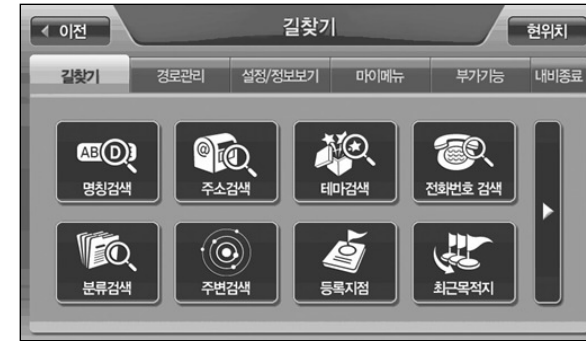 이전
길찾기
현위치
길찾기
경로관리
설정/정보보기
마이메뉴
부가기능
내비종료
AB D
명칭검색
@
주소검색
테마검색
전화번호 검색
분류검색
주변검색
등록지점
최근목적지